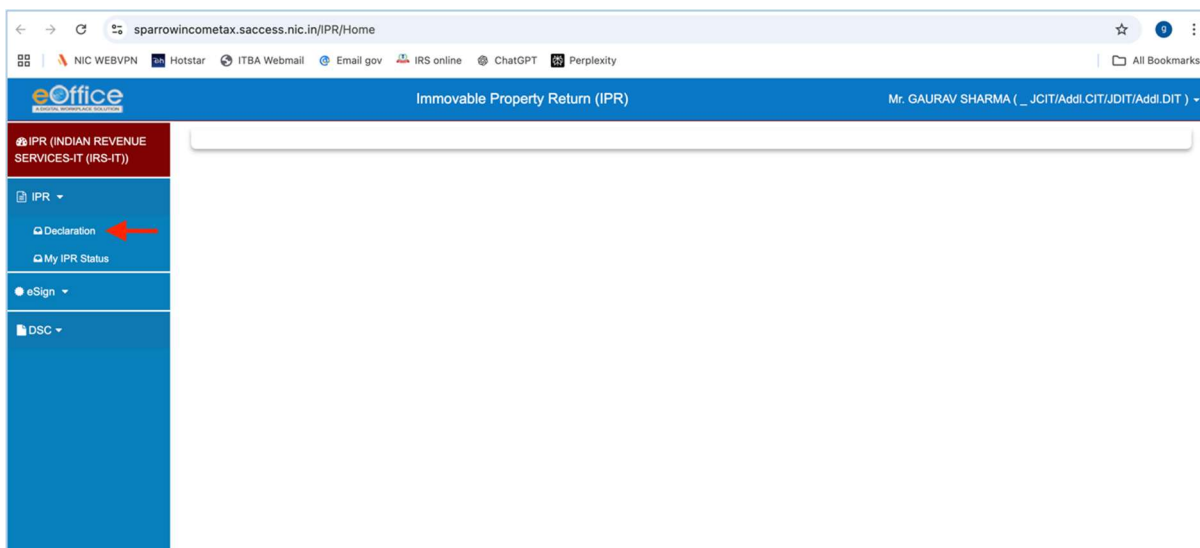 sparrowincometax.saccess.nic.in/IPR/Home
g
NIC WEBVPN Hotstar ITBA Webmail Email gov IRS online ChatGPT Perplexity All Bookmarks
eOffice
A DIGITAL WORKPLACE SOLUTION
Immovable Property Return (IPR)
Mr. GAURAV SHARMA ( _ JCIT/Addl.CIT/JDIT/Addl.DIT )
IPR (INDIAN REVENUE
SERVICES-IT (IRS-IT))
IPR
Declaration
My IPR Status
eSign
DSC